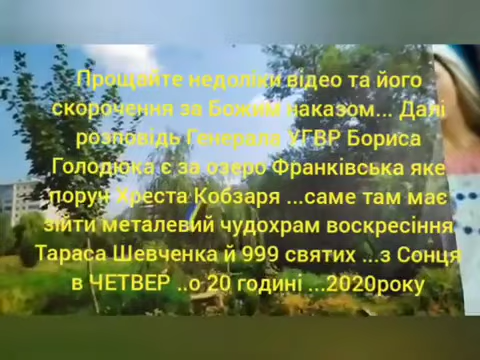 Прощайте недоліки відео та його
скорочення за Божим наказом... Далі
розповідь Генерала УГВР Бориса
Голодюка є за озеро Франківська яке
порун Хреста Кобзаря ...саме там має
зійти металевий чудохрам воскресіння
Тараса Шевченка й 999 святих ...з Сонця
в ЧЕТВЕР ..о 20 годині ...2020року